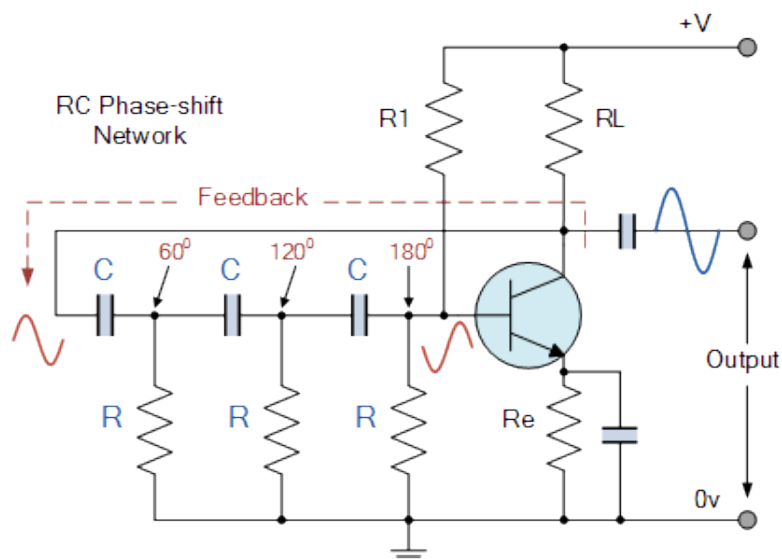 +V
RC Phase-shift
Network
R1
RL
Feedback
C
60⁰
C
120⁰
C
180⁰
Output
R
R
R
Re
0v